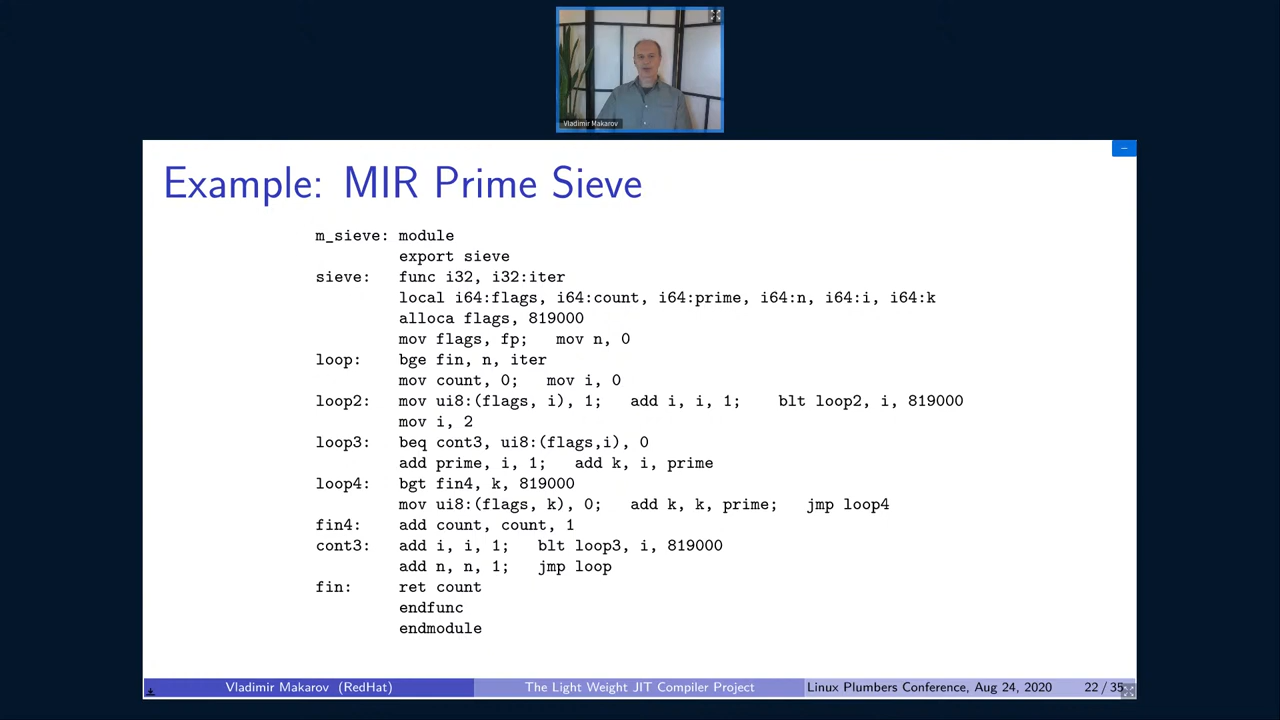 Vladimir Makarov
Example: MIR Prime Sieve
m_sieve: module
export sieve
sieve: func i32, i32:iter
local i64:flags, i64:count, i64:prime, i64:n, i64:i, i64:k
alloca flags, 819000
mov flags, fp; mov n, 0
loop: bge fin, n, iter
mov count, 0; mov i, 0
loop2: mov ui8:(flags, i), 1; add i, i, 1; blt loop2, i, 819000
mov i, 2
loop3: beq cont3, ui8:(flags,i), 0
add prime, i, 1; add k, i, prime
loop4: bgt fin4, k, 819000
mov ui8:(flags, k), 0; add k, k, prime; jmp loop4
fin4: add count, count, 1
cont3: add i, i, 1; blt loop3, i, 819000
add n, n, 1; jmp loop
fin: ret count
endfunc
endmodule
Vladimir Makarov (RedHat) The Light Weight JIT Compiler Project Linux Plumbers Conference, Aug 24, 2020 22 / 35